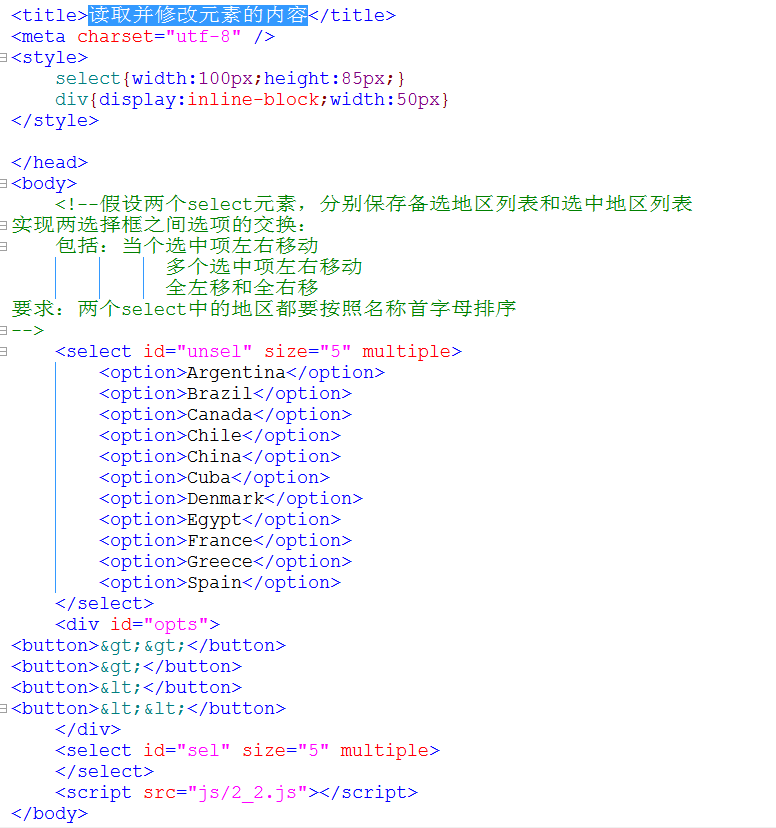 <title>读取并修改元素的内容</title>
<meta charset="utf-8" />
<style>
    select{width:100px;height:85px;}
    div{display:inline-block;width:50px}
</style>

</head>
<body>
    <!--假设两个select元素，分别保存备选地区列表和选中地区列表
实现两选择框之间选项的交换：
    包括：当个选中项左右移动
              多个选中项左右移动
              全左移和全右移
要求：两个select中的地区都要按照名称首字母排序
-->
    <select id="unsel" size="5" multiple>
        <option>Argentina</option>
        <option>Brazil</option>
        <option>Canada</option>
        <option>Chile</option>
        <option>China</option>
        <option>Cuba</option>
        <option>Denmark</option>
        <option>Egypt</option>
        <option>France</option>
        <option>Greece</option>
        <option>Spain</option>
    </select>
    <div id="opts">
<button>&gt;&gt;</button>
<button>&gt;</button>
<button>&lt;</button>
<button>&lt;&lt;</button>
    </div>
    <select id="sel" size="5" multiple>
    </select>
    <script src="js/2_2.js"></script>
</body>